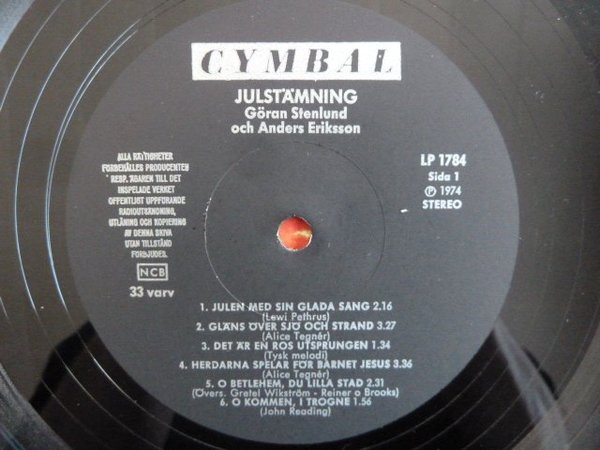 CYMBAL
JULSTÄMNING
Göran Stenlund
och Anders Eriksson
LP 1784
Side 1
Ⓟ 1974
STEREO
ALLA RÄTTIGHETER
FÖRBEHÅLLES PRODUCENTEN
RESP. ÄGAREN TILL DET
INSPELADE VERKET
OFFENTLIGT UPPFÖRANDE
RADIOUTSÄNDNING,
UTLÅNING OCH KOPIERING
AV DENNA SKIVA
UTAN TILLSTÅND
FÖRBJUDES.
NCB
33 varv
1. JULEN MED SIN GLADA SANG 2.16
(Lewi Pethrus)
2. GLÄNS ÖVER SJÖ OCH STRAND 3.27
(Alice Tegnér)
3. DET ÄR EN ROS UTSPRUNGEN 1.34
(Tysk melodi)
4. HERDARNA SPELAR FÖR BARNET JESUS 3.36
(Alice Tegnér)
5. O BETLEHEM, DU LILLA STAD 2.31
(Övers. Gretel Wikström - Reiner o Brooks)
6. O KOMMEN, I TROGNE 1.56
(John Reading)